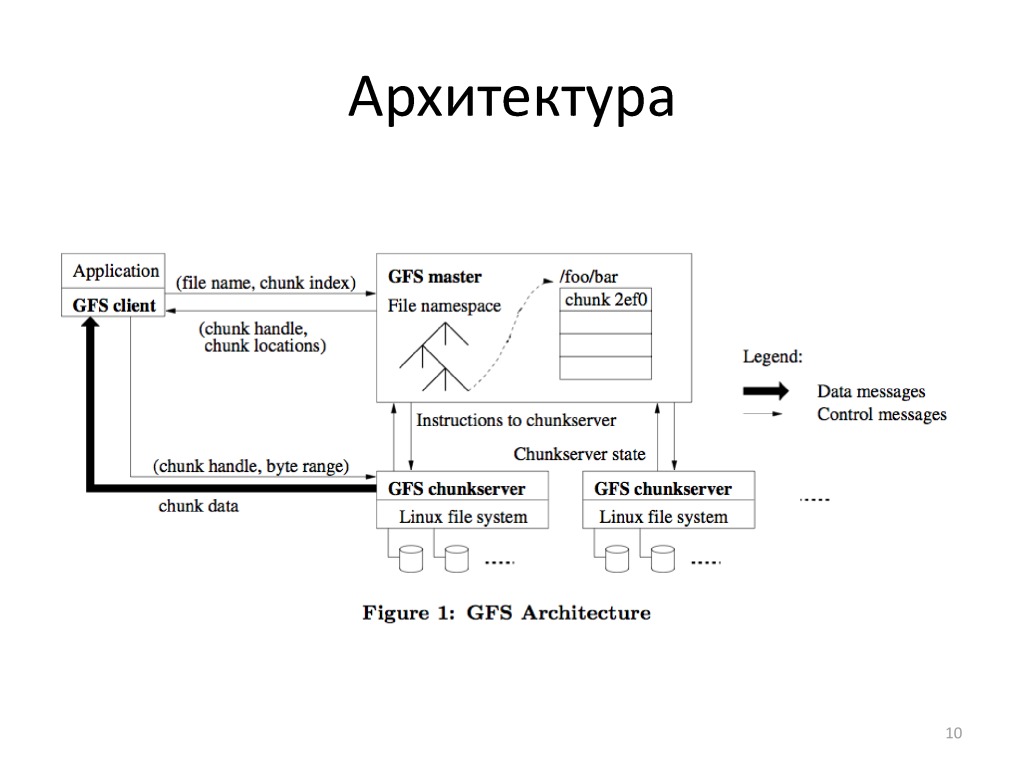 Архитектура
Application
GFS client
(file name, chunk index)
(chunk handle,
chunk locations)
GFS master
File namespace
/foo/bar
chunk 2ef0
Legend:
Data messages
Control messages
Instructions to chunkserver
Chunkserver state
(chunk handle, byte range)
chunk data
GFS chunkserver
Linux file system
GFS chunkserver
Linux file system
Figure 1: GFS Architecture
10